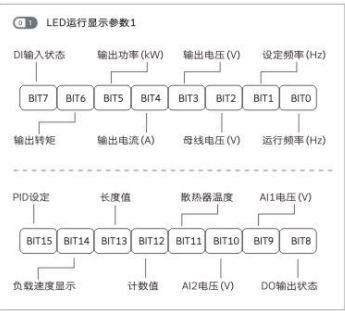 01 LED运行显示参数1
DI输入状态 输出功率(kW) 输出电压(V) 设定频率(Hz)
BIT7 BIT6 BIT5 BIT4 BIT3 BIT2 BIT1 BIT0
输出转矩 输出电流(A) 母线电压(V) 运行频率(Hz)
PID设定 长度值 散热器温度 AI1电压(V)
BIT15 BIT14 BIT13 BIT12 BIT11 BIT10 BIT9 BIT8
负载速度显示 计数值 AI2电压(V) DO输出状态